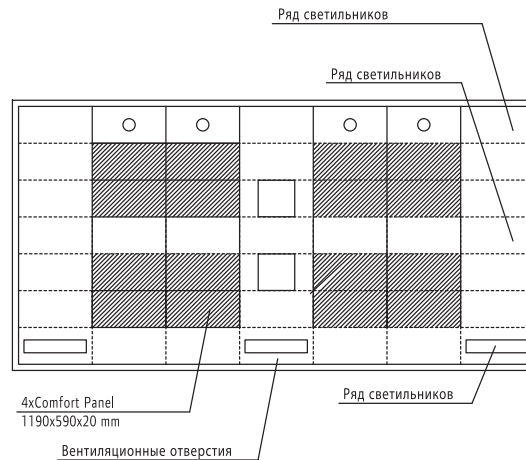 Ряд светильников
Ряд светильников
4xComfort Panel
1190x590x20 mm
Ряд светильников
Вентиляционные отверстия